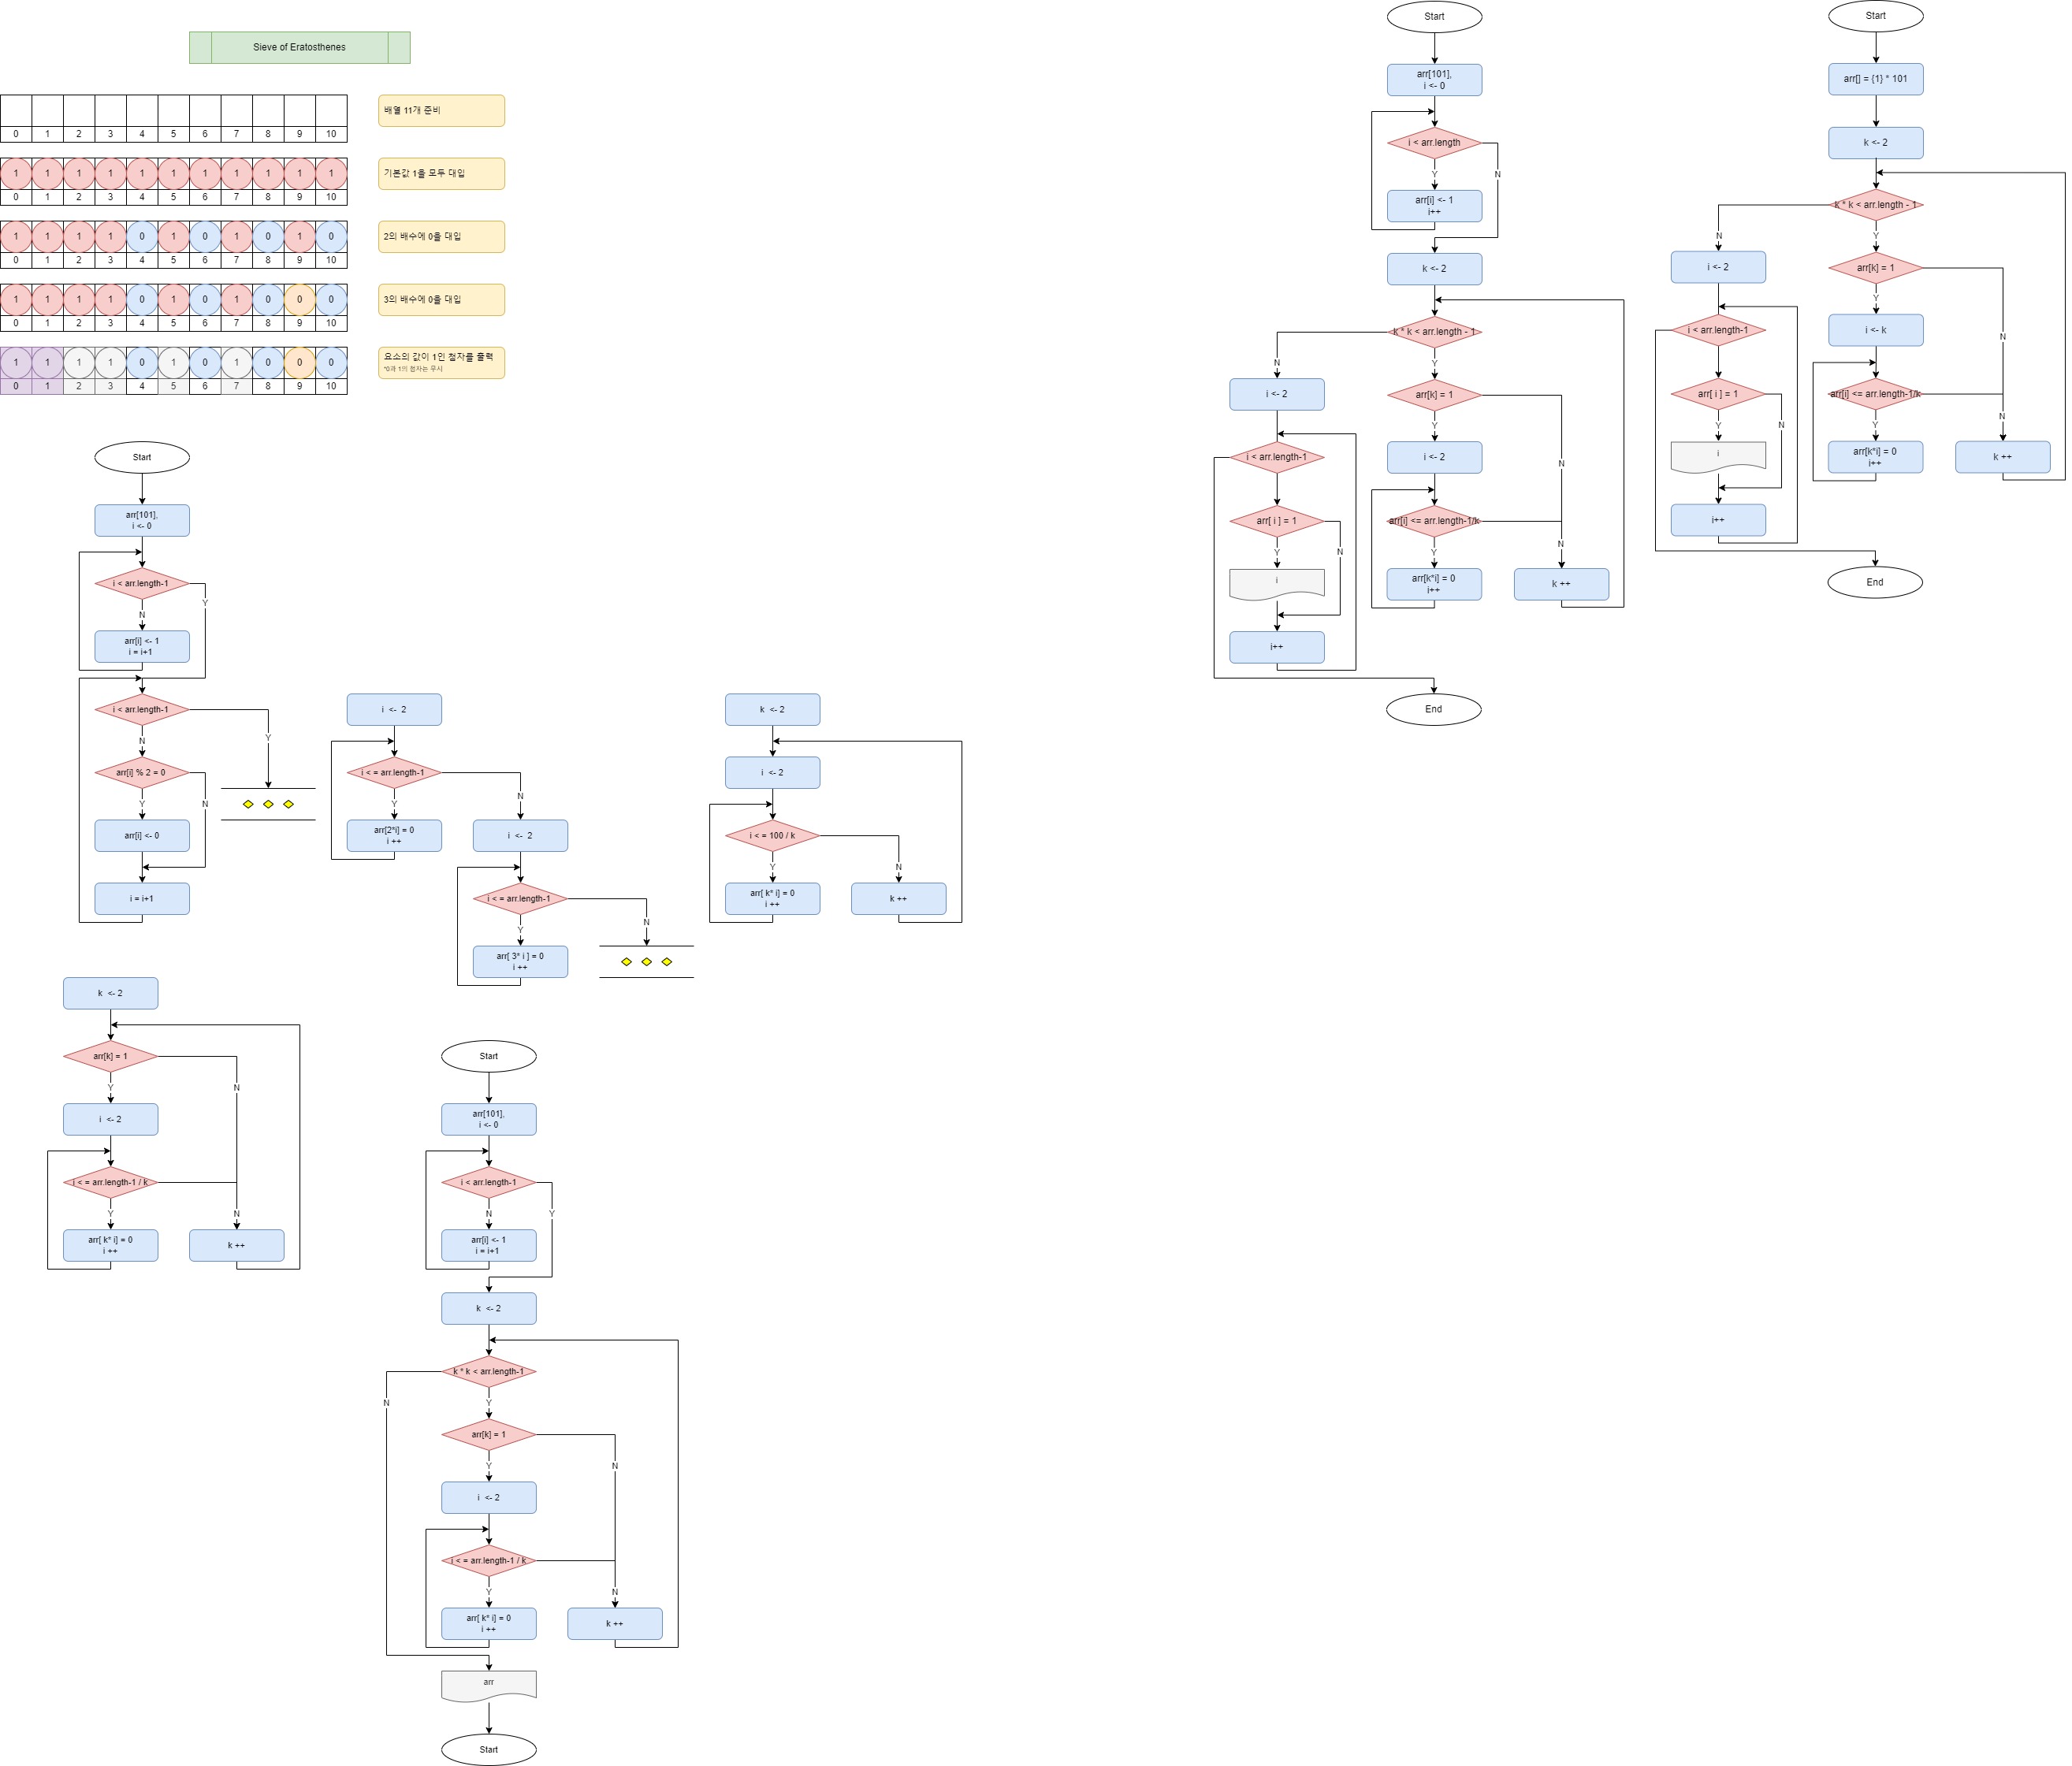 Sieve of Eratosthenes
배열 11개 준비
0 1 2 3 4 5 6 7 8 9 10
1 1 1 1 1 1 1 1 1 1 1
기본값 1을 모두 대입
0 1 2 3 4 5 6 7 8 9 10
1 1 1 1 0 1 0 1 0 1 0
2의 배수에 0을 대입
0 1 2 3 4 5 6 7 8 9 10
1 1 1 1 0 1 0 1 0 0 0
3의 배수에 0을 대입
0 1 2 3 4 5 6 7 8 9 10
1 1 1 1 0 1 0 1 0 0 0
요소의 값이 1인 첨자를 출력
*0과 1의 첨자는 무시
0 1 2 3 4 5 6 7 8 9 10
Start
arr[101],
i <- 0
i < arr.length-1
Y
N
arr[i] <- 1
i = i+1
i < arr.length-1
Y
N
arr[i] % 2 = 0
Y
N
arr[i] <- 0
i = i+1
i <- 2
i < = arr.length-1
Y
N
arr[2*i] = 0
i ++
i <- 2
i < = arr.length-1
Y
N
arr[ 3* i ] = 0
i ++
k <- 2
i <- 2
i < = 100 / k
Y
N
arr[ k* i] = 0
i ++
k ++
k <- 2
arr[k] = 1
Y
N
i <- 2
i < = arr.length-1 / k
Y
N
arr[ k* i] = 0
i ++
k ++
Start
arr[101],
i <- 0
i < arr.length-1
N
Y
arr[i] <- 1
i = i+1
k <- 2
k * k < arr.length-1
N
Y
arr[k] = 1
Y
N
i <- 2
i < = arr.length-1 / k
Y
N
arr[ k* i] = 0
i ++
k ++
arr
Start
Start
arr[101],
i <- 0
i < arr.length
Y
N
arr[i] <- 1
i++
k <- 2
k * k < arr.length - 1
N
Y
i <- 2
arr[k] = 1
Y
N
i < arr.length-1
i <- 2
arr[ i ] = 1
Y
N
arr[i] <= arr.length-1/k
Y
N
i
arr[k*i] = 0
i++
k ++
i++
End
Start
arr[] = {1} * 101
k <- 2
k * k < arr.length - 1
N
Y
i <- 2
arr[k] = 1
Y
N
i < arr.length-1
i <- k
arr[ i ] = 1
Y
N
arr[i] <= arr.length-1/k
Y
N
i
arr[k*i] = 0
i++
k ++
i++
End